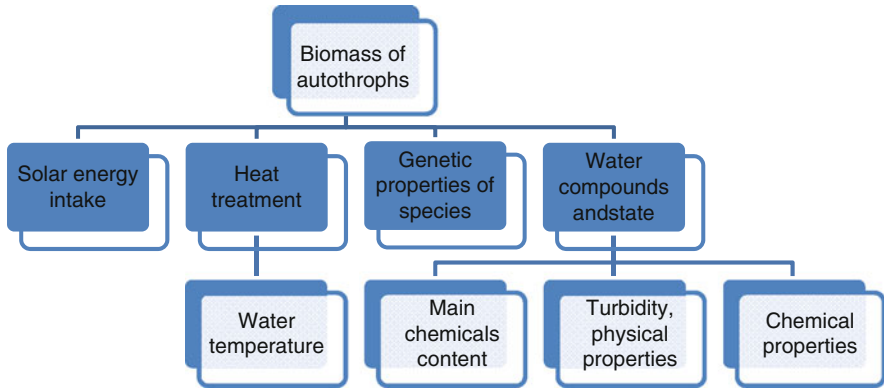 Biomass of
autothrophs
Solar energy
intake
Heat
treatment
Genetic
properties of
species
Water
compounds
andstate
Water
temperature
Main
chemicals
content
Turbidity,
physical
properties
Chemical
properties